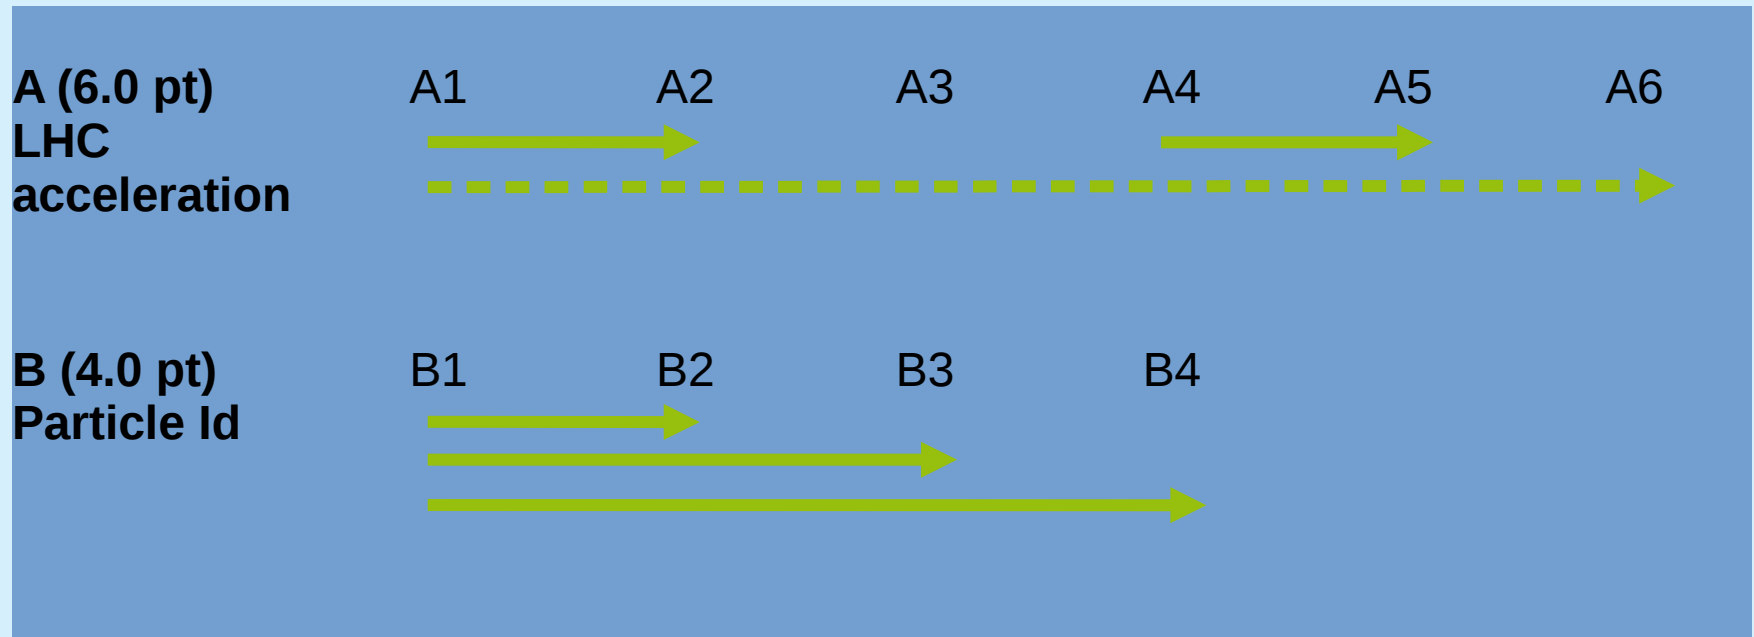 A (6.0 pt) A1 A2 A3 A4 A5 A6
LHC
acceleration
B (4.0 pt) B1 B2 B3 B4
Particle Id